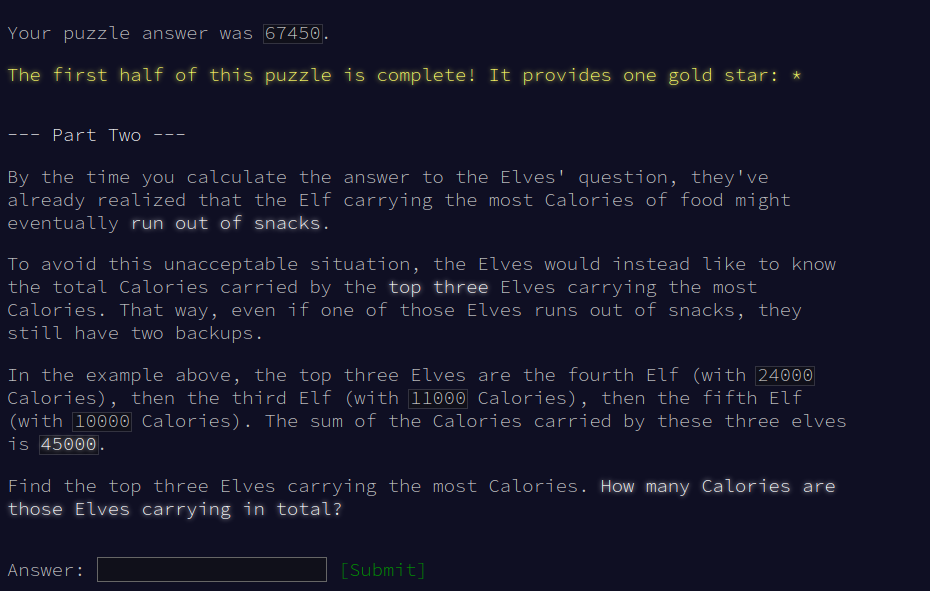 Your puzzle answer was 67450.
The first half of this puzzle is complete! It provides one gold star: *
--- Part Two ---
By the time you calculate the answer to the Elves' question, they've
already realized that the Elf carrying the most Calories of food might
eventually run out of snacks.
To avoid this unacceptable situation, the Elves would instead like to know
the total Calories carried by the top three Elves carrying the most
Calories. That way, even if one of those Elves runs out of snacks, they
still have two backups.
In the example above, the top three Elves are the fourth Elf (with 24000
Calories), then the third Elf (with 11000 Calories), then the fifth Elf
(with 10000 Calories). The sum of the Calories carried by these three elves
is 45000.
Find the top three Elves carrying the most Calories. How many Calories are
those Elves carrying in total?
Answer: [Submit]